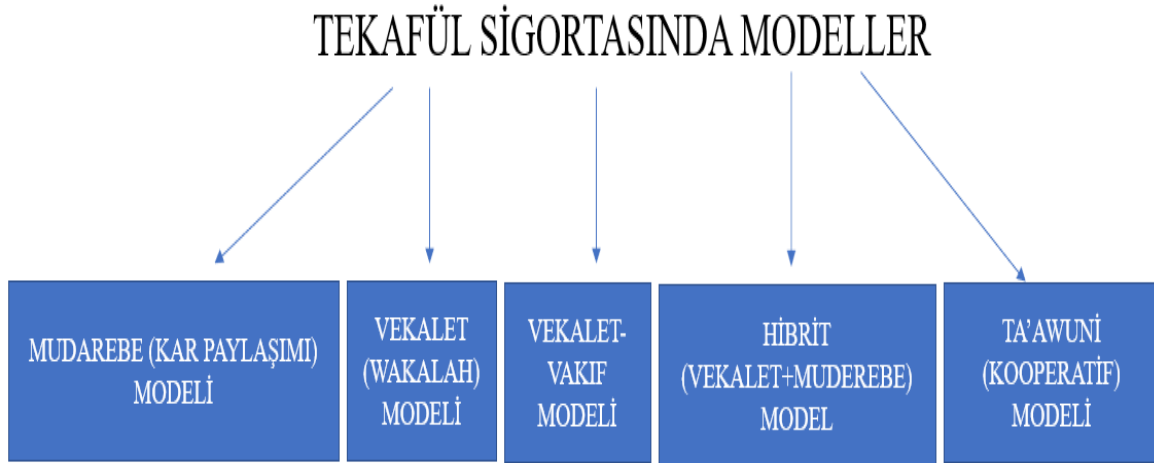 TEKAFÜL SİGORTASINDA MODELLER
MUDAREBE (KAR PAYLAŞIMI)
MODELİ
VEKALET
(WAKALAH)
MODELİ
VEKALET-
VAKIF
MODELİ
HİBRİT
(VEKALET+MUDEREBE)
MODEL
TA’AWUNİ
(KOOPERATİF)
MODELİ